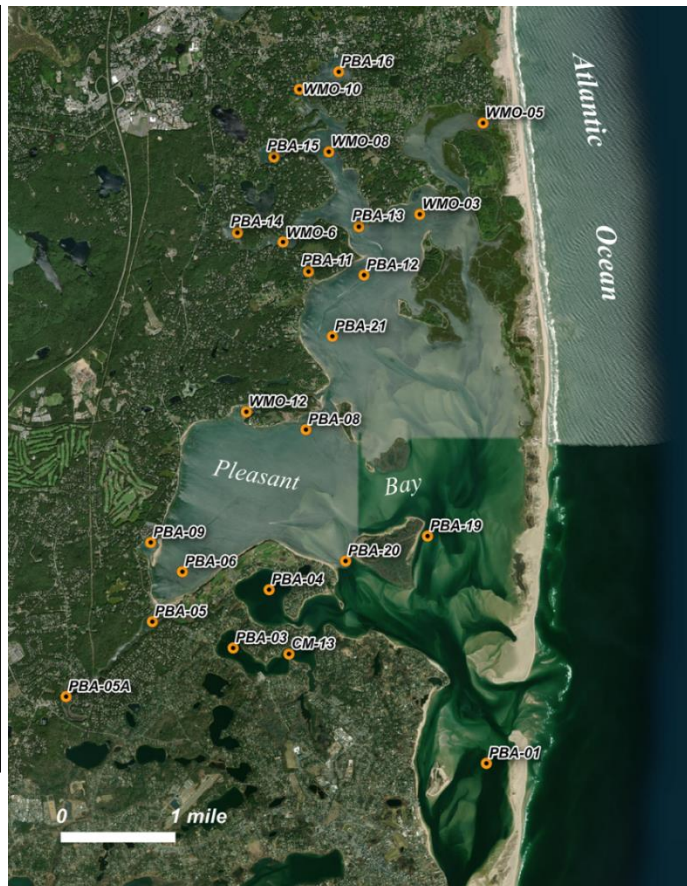 PBA-16
WMO-10
Atlantic
WMO-05
WMO-08
PBA-15
WMO-03
PBA-13
PBA-14
WMO-6
Ocean
PBA-11
PBA-12
PBA-21
WMO-12
PBA-08
Pleasant
Bay
PBA-19
PBA-09
PBA-20
PBA-06
PBA-04
PBA-05
PBA-03
CM-13
PBA-05A
PBA-01
0 1 mile